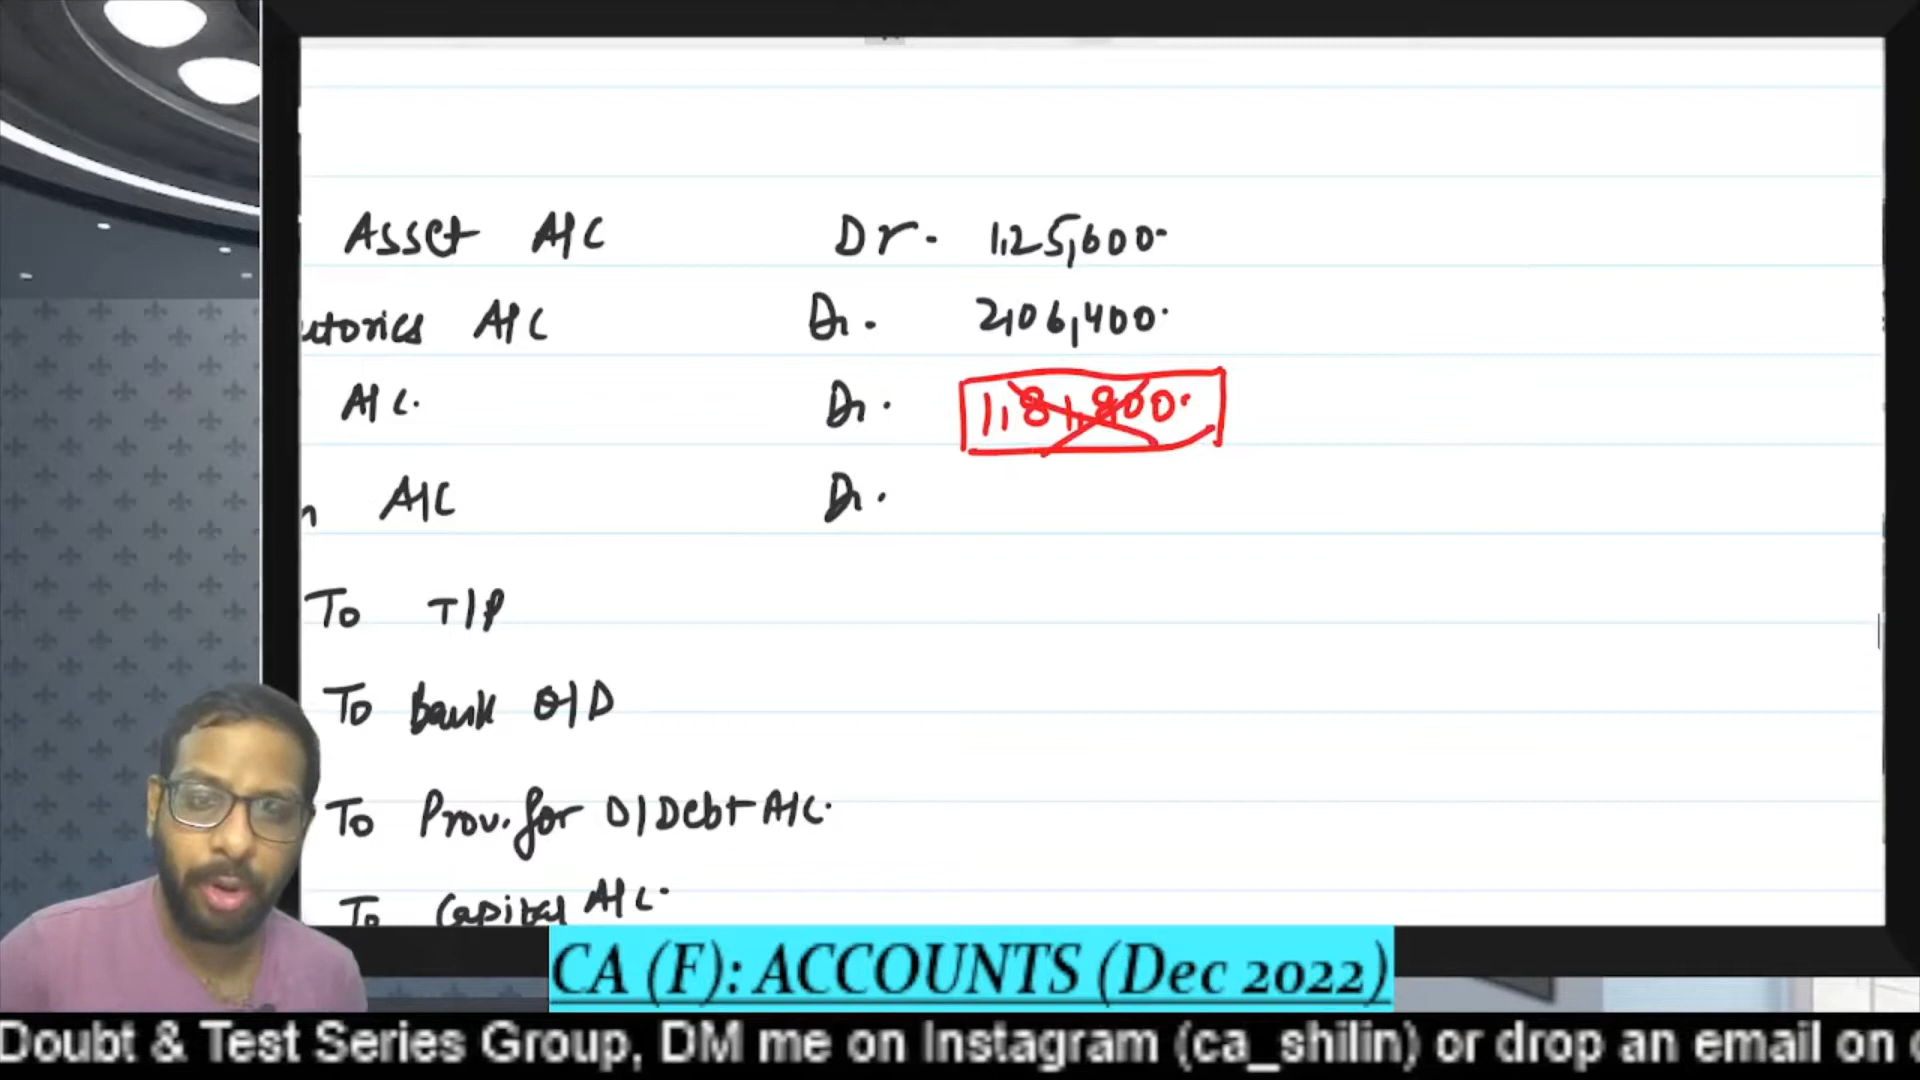 Asset A/C Dr. 1,25,600.
utories A/C Dr. 2,06,400.
A/C. Dr. 1,81,800.
n A/C Dr.
To T/P
To bank O/D
To Prov. for D/Debt A/C.
To Capital A/C.
CA (F): ACCOUNTS (Dec 2022)
Doubt & Test Series Group, DM me on Instagram (ca_shilin) or drop an email on